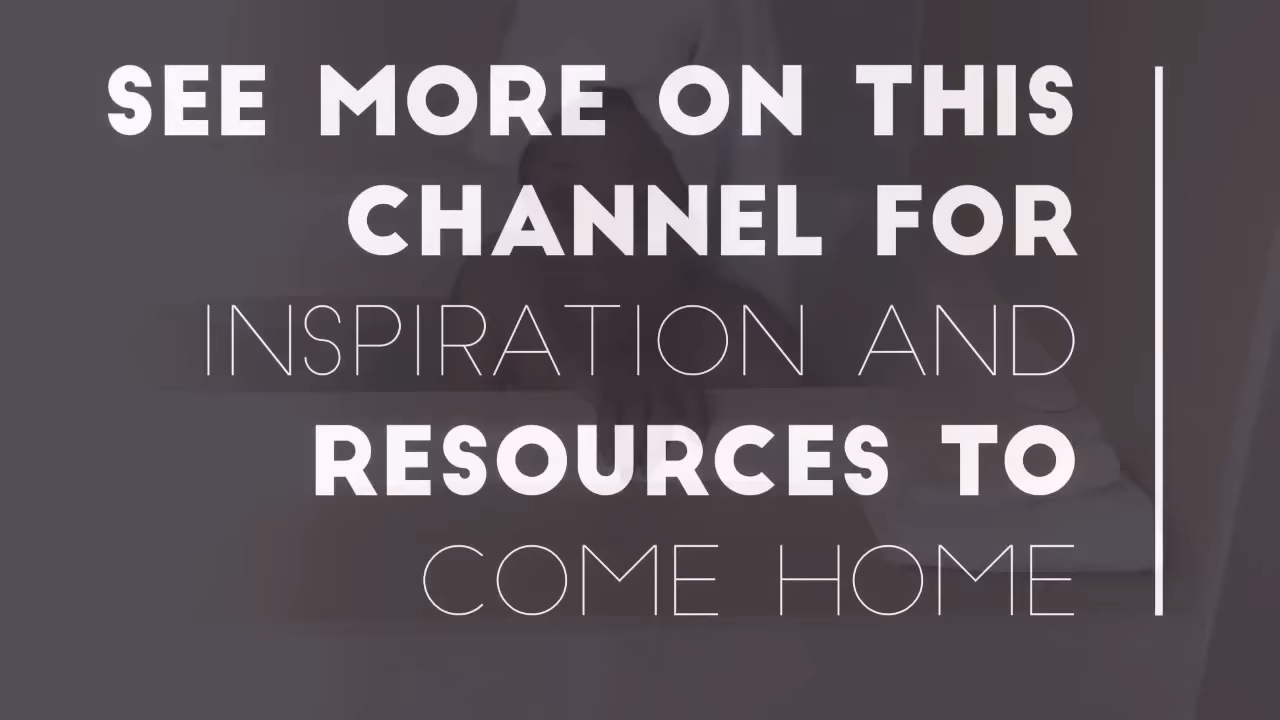 SEE MORE ON THIS
CHANNEL FOR
INSPIRATION AND
RESOURCES TO
COME HOME